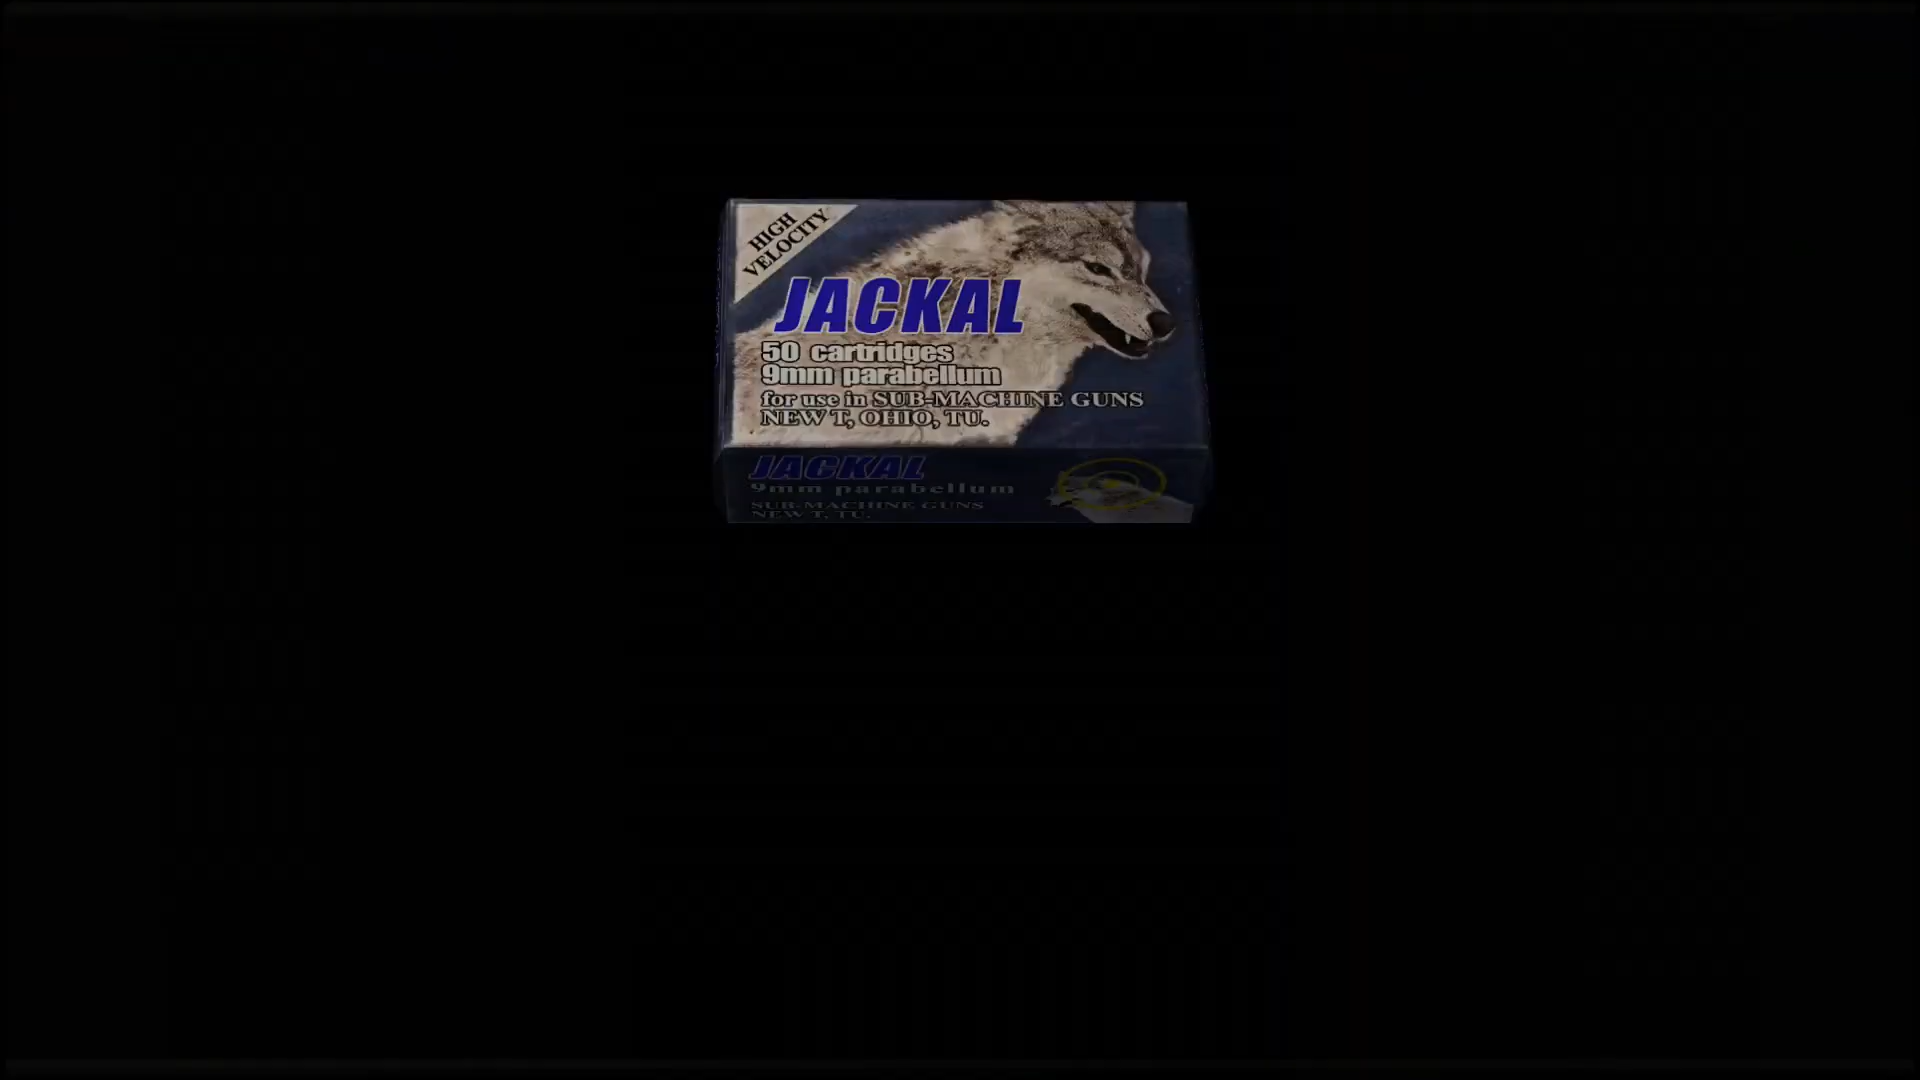 HIGH
VELOCITY
JACKAL
50 cartridges
9mm parabellum
for use in SUB-MACHINE GUNS
NEW T, OHIO, TU.
JACKAL
9mm parabellum
SUB-MACHINE GUNS
NEW T, TU.